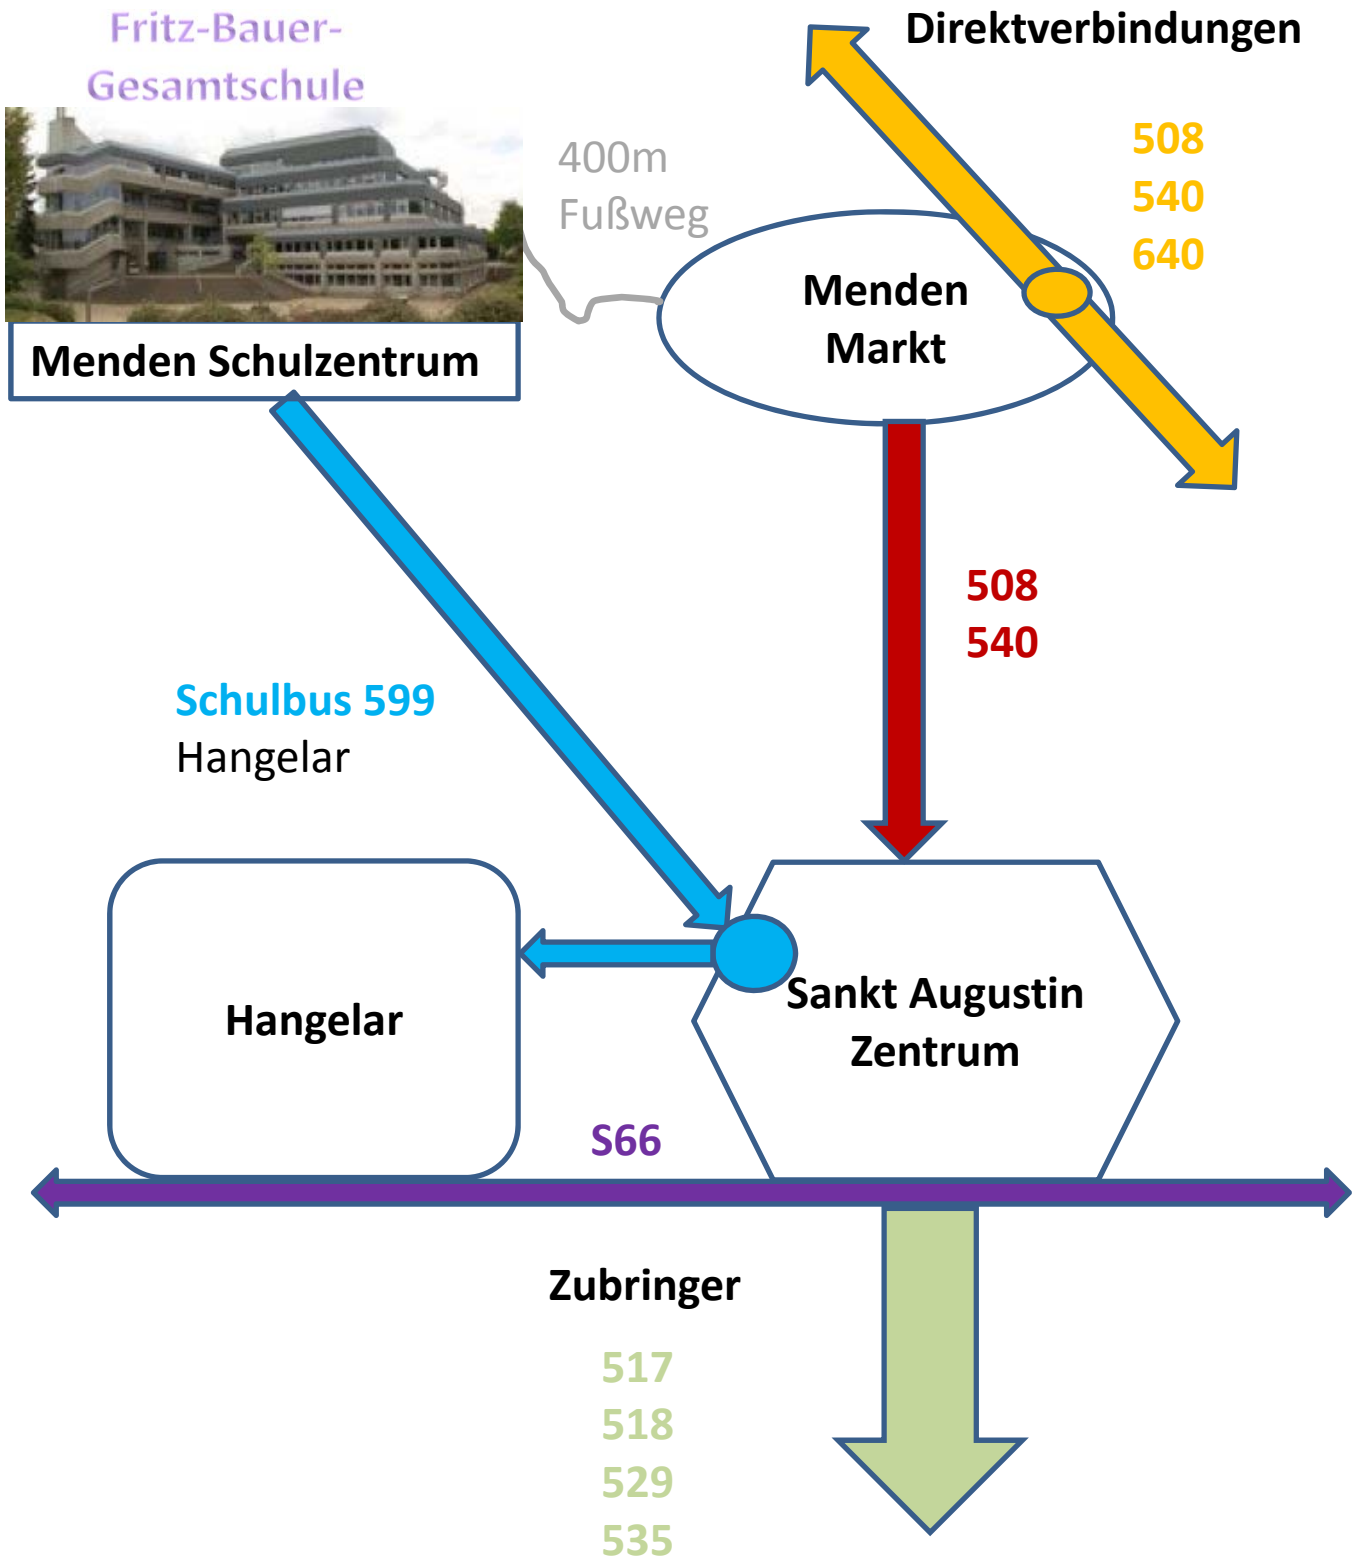 Fritz-Bauer-
Gesamtschule
Direktverbindungen
508
540
640
400m
Fußweg
Menden
Markt
Menden Schulzentrum
508
540
Schulbus 599
Hangelar
Hangelar
Sankt Augustin
Zentrum
S66
Zubringer
517
518
529
535